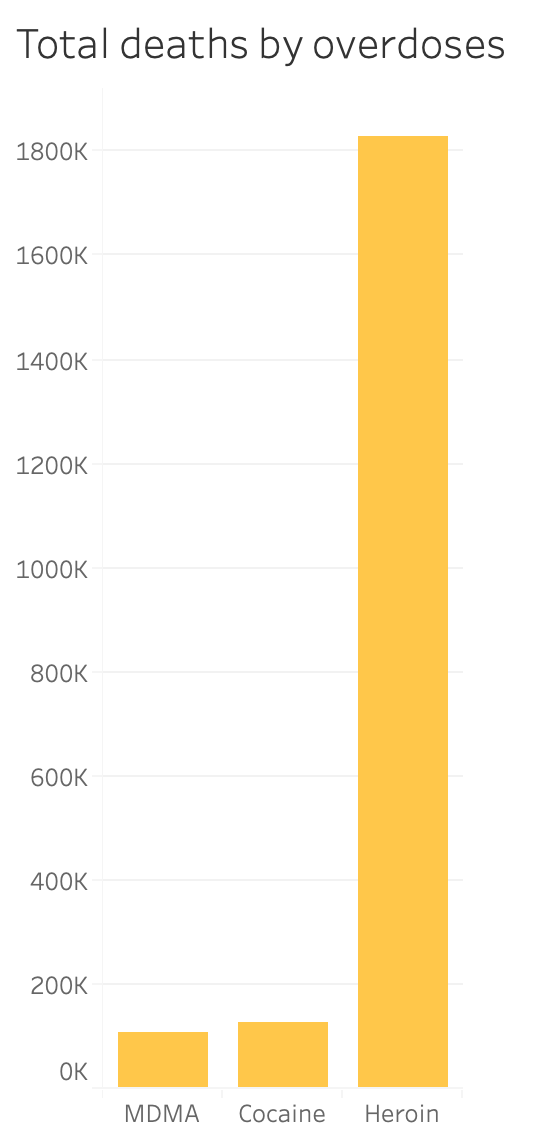 Total deaths by overdoses
1800K
1600K
1400K
1200K
1000K
800K
600K
400K
200K
0K
MDMA Cocaine Heroin